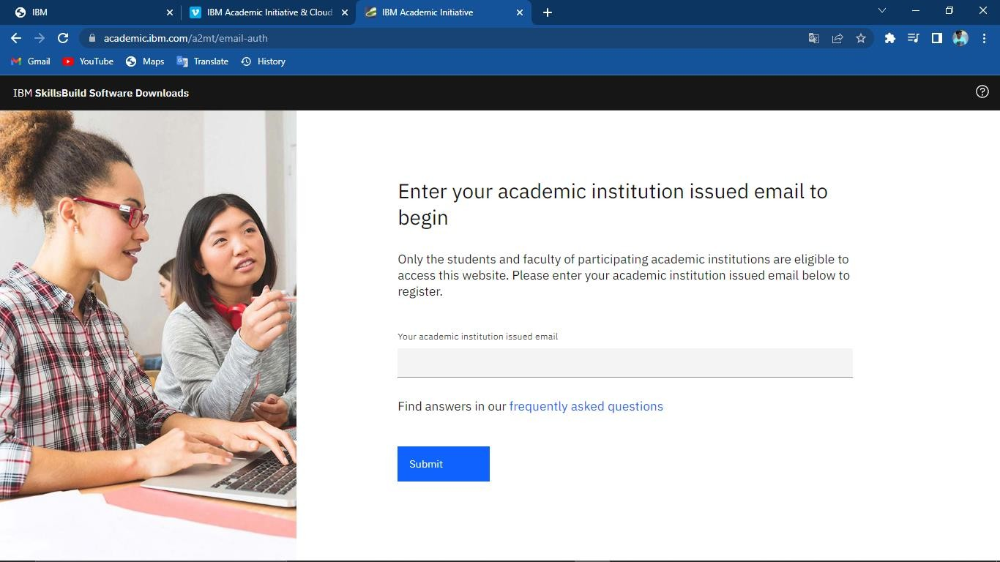 IBM
IBM Academic Initiative & Cloud
IBM Academic Initiative
academic.ibm.com/a2mt/email-auth
Gmail
YouTube
Maps
Translate
History
IBM SkillsBuild Software Downloads
Enter your academic institution issued email to
begin
Only the students and faculty of participating academic institutions are eligible to
access this website. Please enter your academic institution issued email below to
register.
Your academic institution issued email
Find answers in our frequently asked questions
Submit